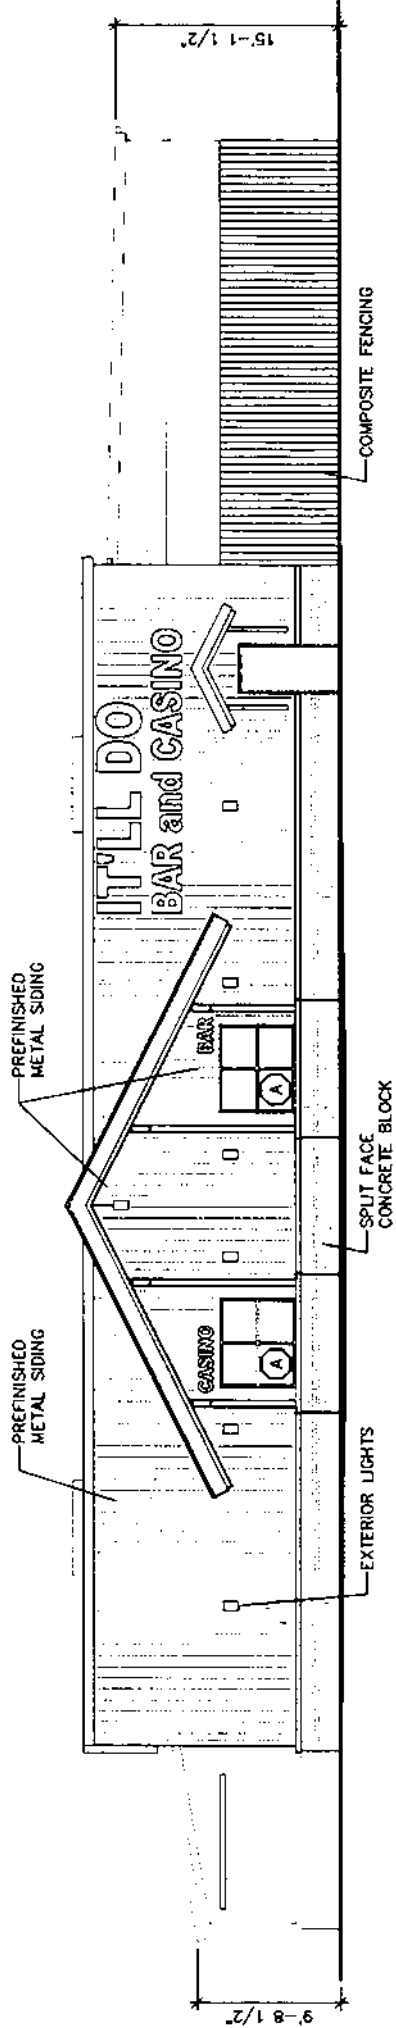 PREFINISHED
METAL SIDING
PREFINISHED
METAL SIDING
IT'LL DO
BAR and CASINO
CASINO
A
BAR
A
9'-8 1/2"
15'-1 1/2"
EXTERIOR LIGHTS
SPLIT FACE
CONCRETE BLOCK
COMPOSITE FENCING